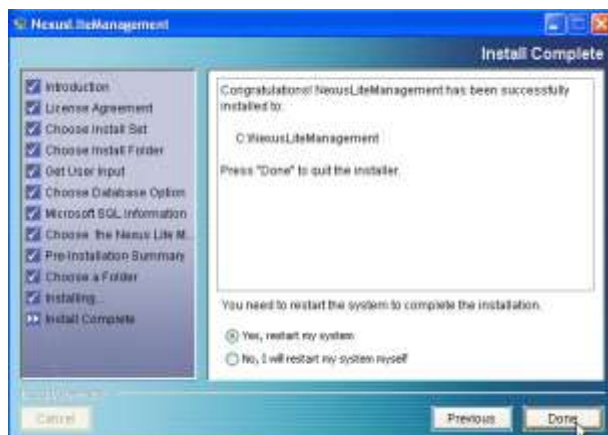 NexusLiteManagement
Install Complete
Introduction
License Agreement
Choose Install Set
Choose Install Folder
Get User Input
Choose Database Option
Microsoft SQL Information
Choose the Nexus Lite M...
Pre-Installation Summary
Choose a Folder
Installing...
Install Complete
Congratulations! NexusLiteManagement has been successfully
installed to:
C:\NexusLiteManagement
Press "Done" to quit the installer.
You need to restart the system to complete the installation.
Yes, restart my system
No, I will restart my system myself
Cancel
Previous
Done